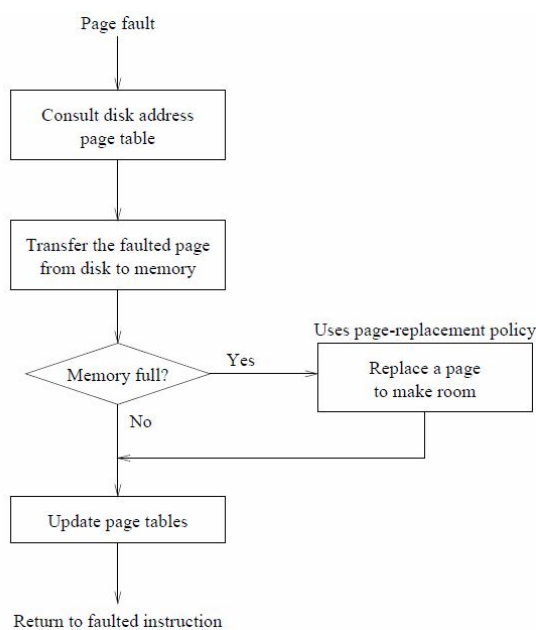 Page fault
Consult disk address
page table
Transfer the faulted page
from disk to memory
Uses page-replacement policy
Memory full?
Yes
Replace a page
to make room
No
Update page tables
Return to faulted instruction